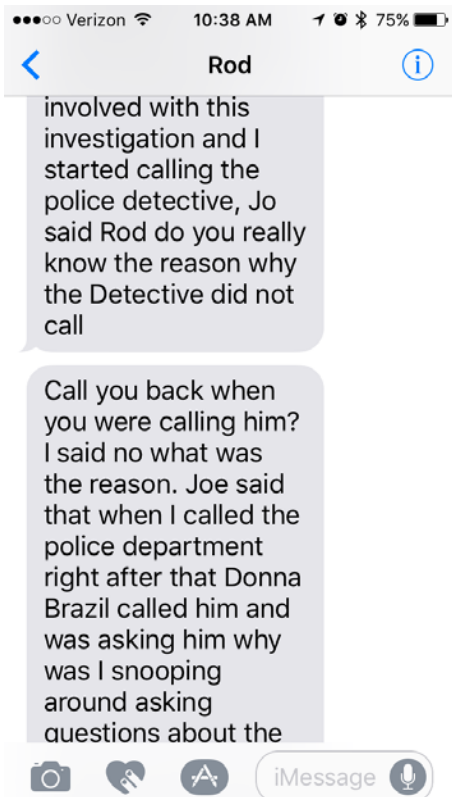 Verizon 10:38 AM 75%
Rod
involved with this
investigation and I
started calling the
police detective, Jo
said Rod do you really
know the reason why
the Detective did not
call
Call you back when
you were calling him?
I said no what was
the reason. Joe said
that when I called the
police department
right after that Donna
Brazil called him and
was asking him why
was I snooping
around asking
questions about the
iMessage